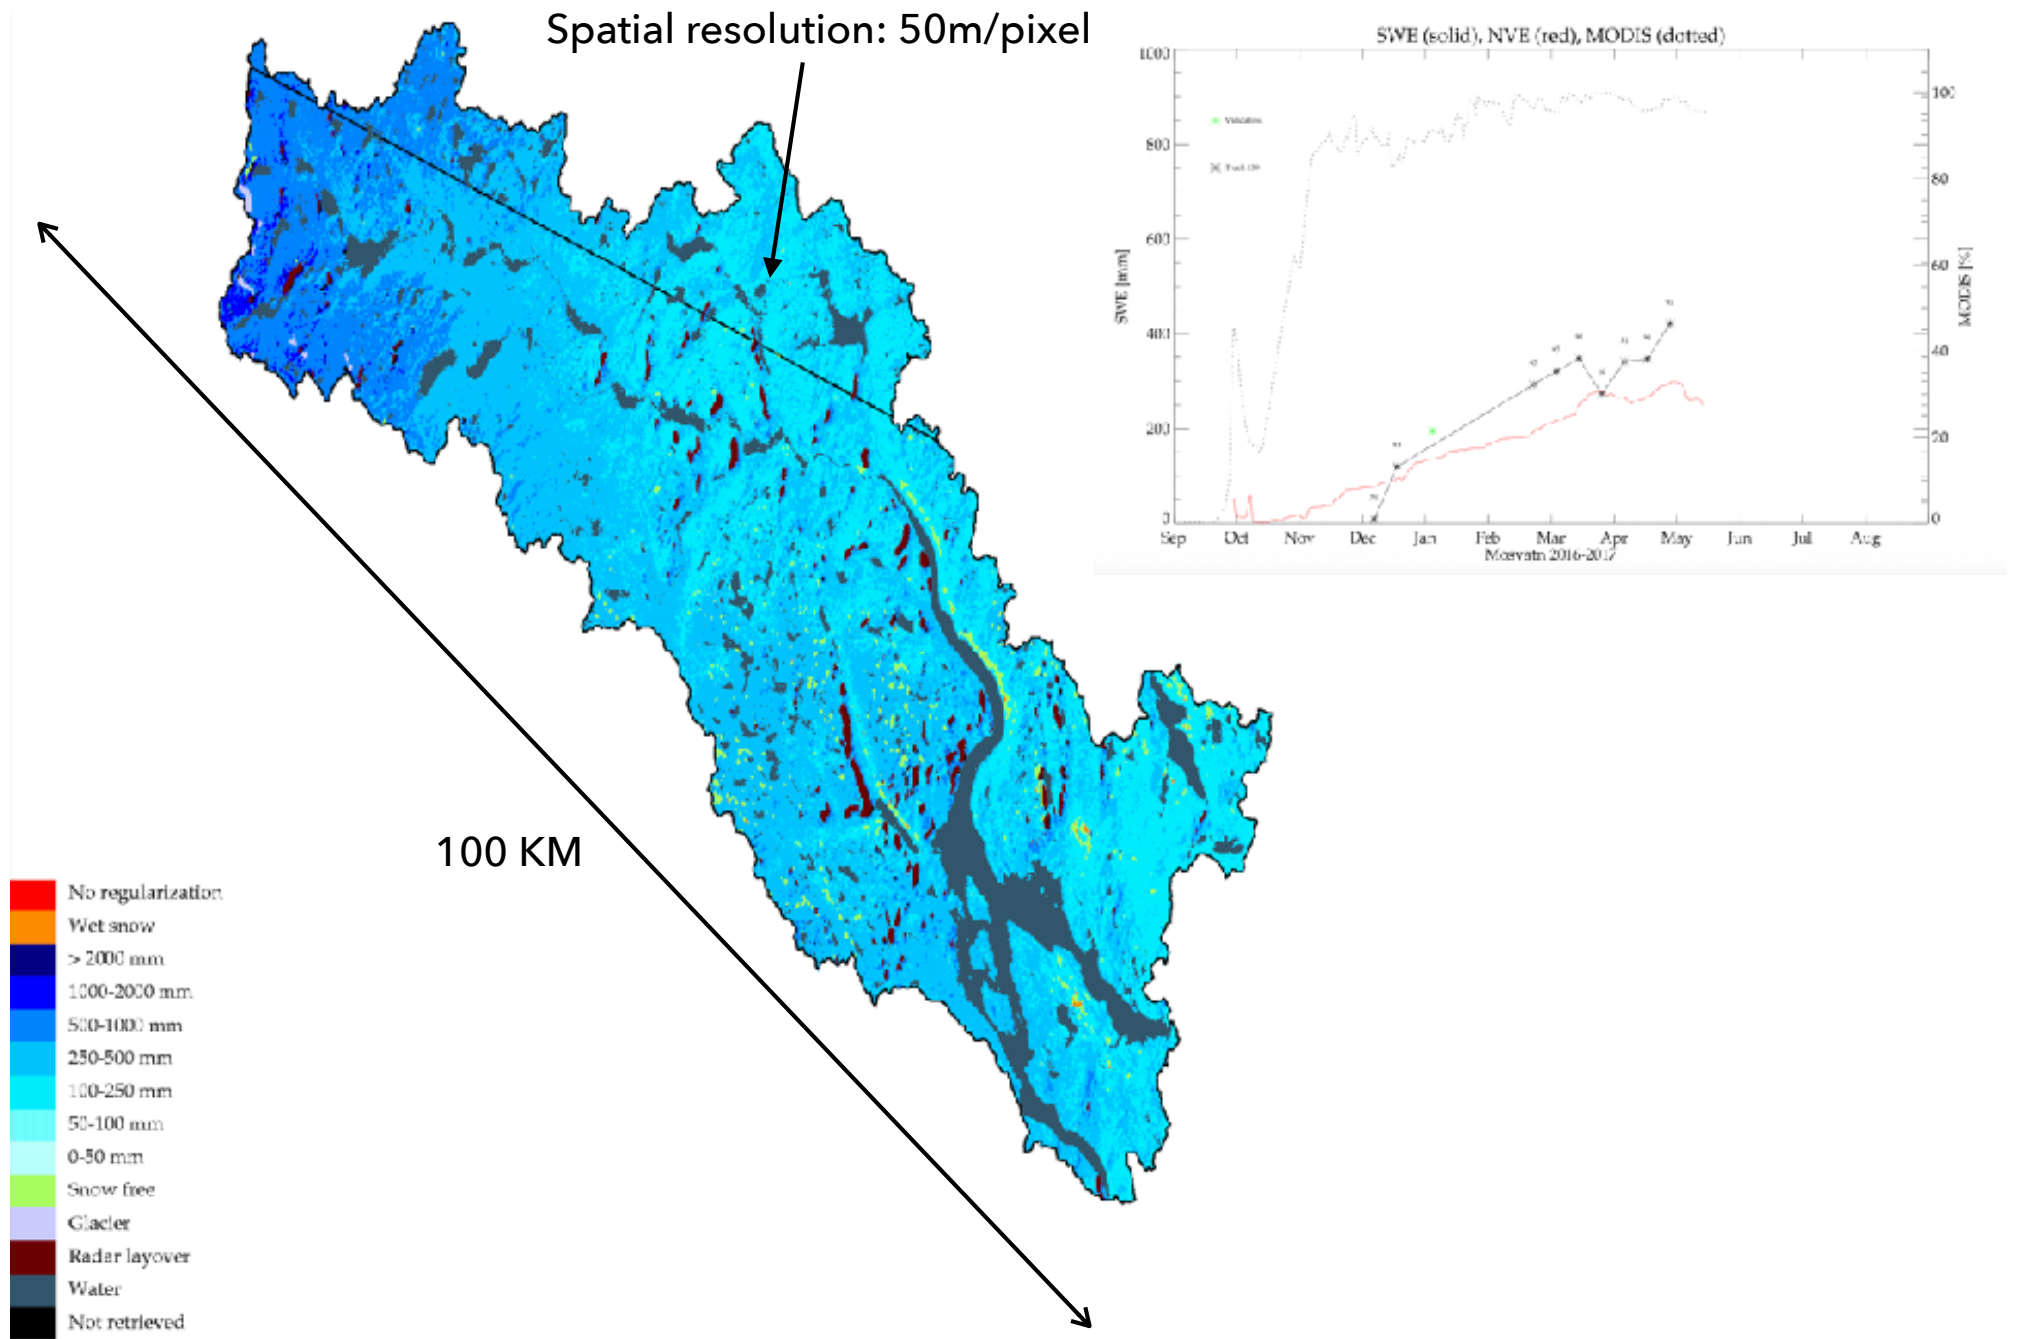 Spatial resolution: 50m/pixel
SWE (solid), NVE (red), MODIS (dotted)
1000
800
600
400
200
0
SWE [mm]
100
80
60
40
20
0
MODIS [%]
Validation
Sep Oct Nov Dec Jan Feb Mar Apr May Jun Jul Aug
Moevatn 2016-2017
100 KM
No regularization
Wet snow
> 2000 mm
1000-2000 mm
500-1000 mm
250-500 mm
100-250 mm
50-100 mm
0-50 mm
Snow free
Glacier
Radar layover
Water
Not retrieved